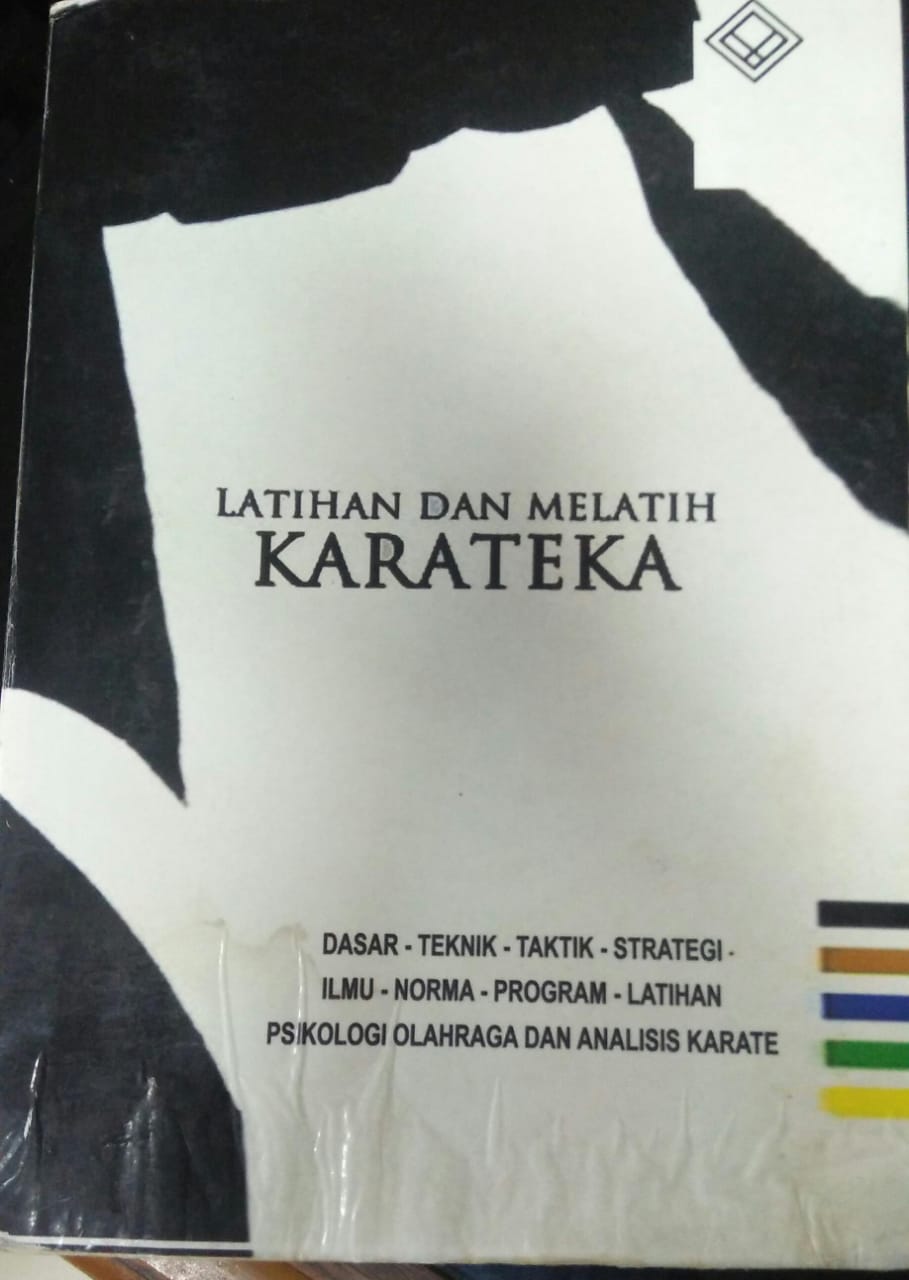 LATIHAN DAN MELATIH
KARATEKA
DASAR - TEKNIK - TAKTIK - STRATEGI -
ILMU - NORMA - PROGRAM - LATIHAN
PSIKOLOGI OLAHRAGA DAN ANALISIS KARATE